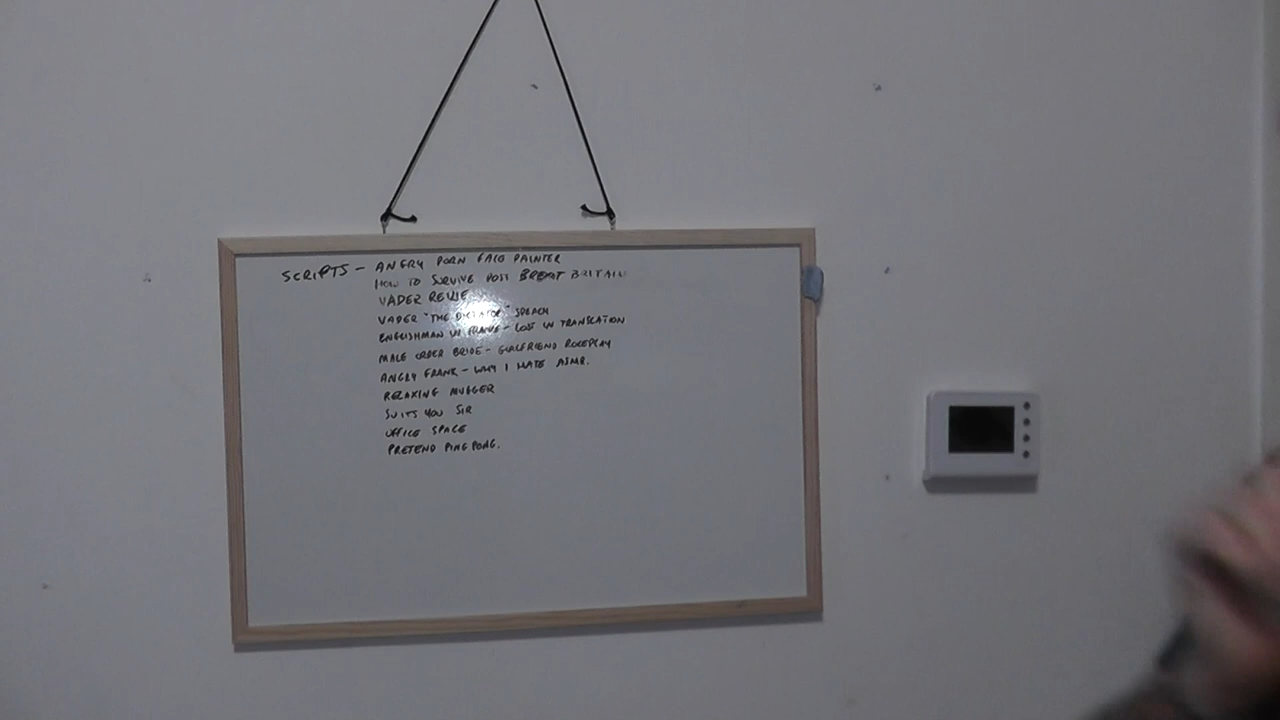 SCRIPTS - ANGRY PORN FACE PAINTER
HOW TO SURVIVE POST BREXIT BRITAIN
VADER REVIE
VADER "THE DICTATOR" SPEACH
ENGLISHMAN IN FRANCE - LOST IN TRANSLATION
MALE ORDER BRIDE - GIRLFRIEND ROLEPLAY
ANGRY FRANK - WHY I HATE ASMR.
RELAXING MUGGER
SUITS YOU SIR
OFFICE SPACE
PRETEND PING PONG.